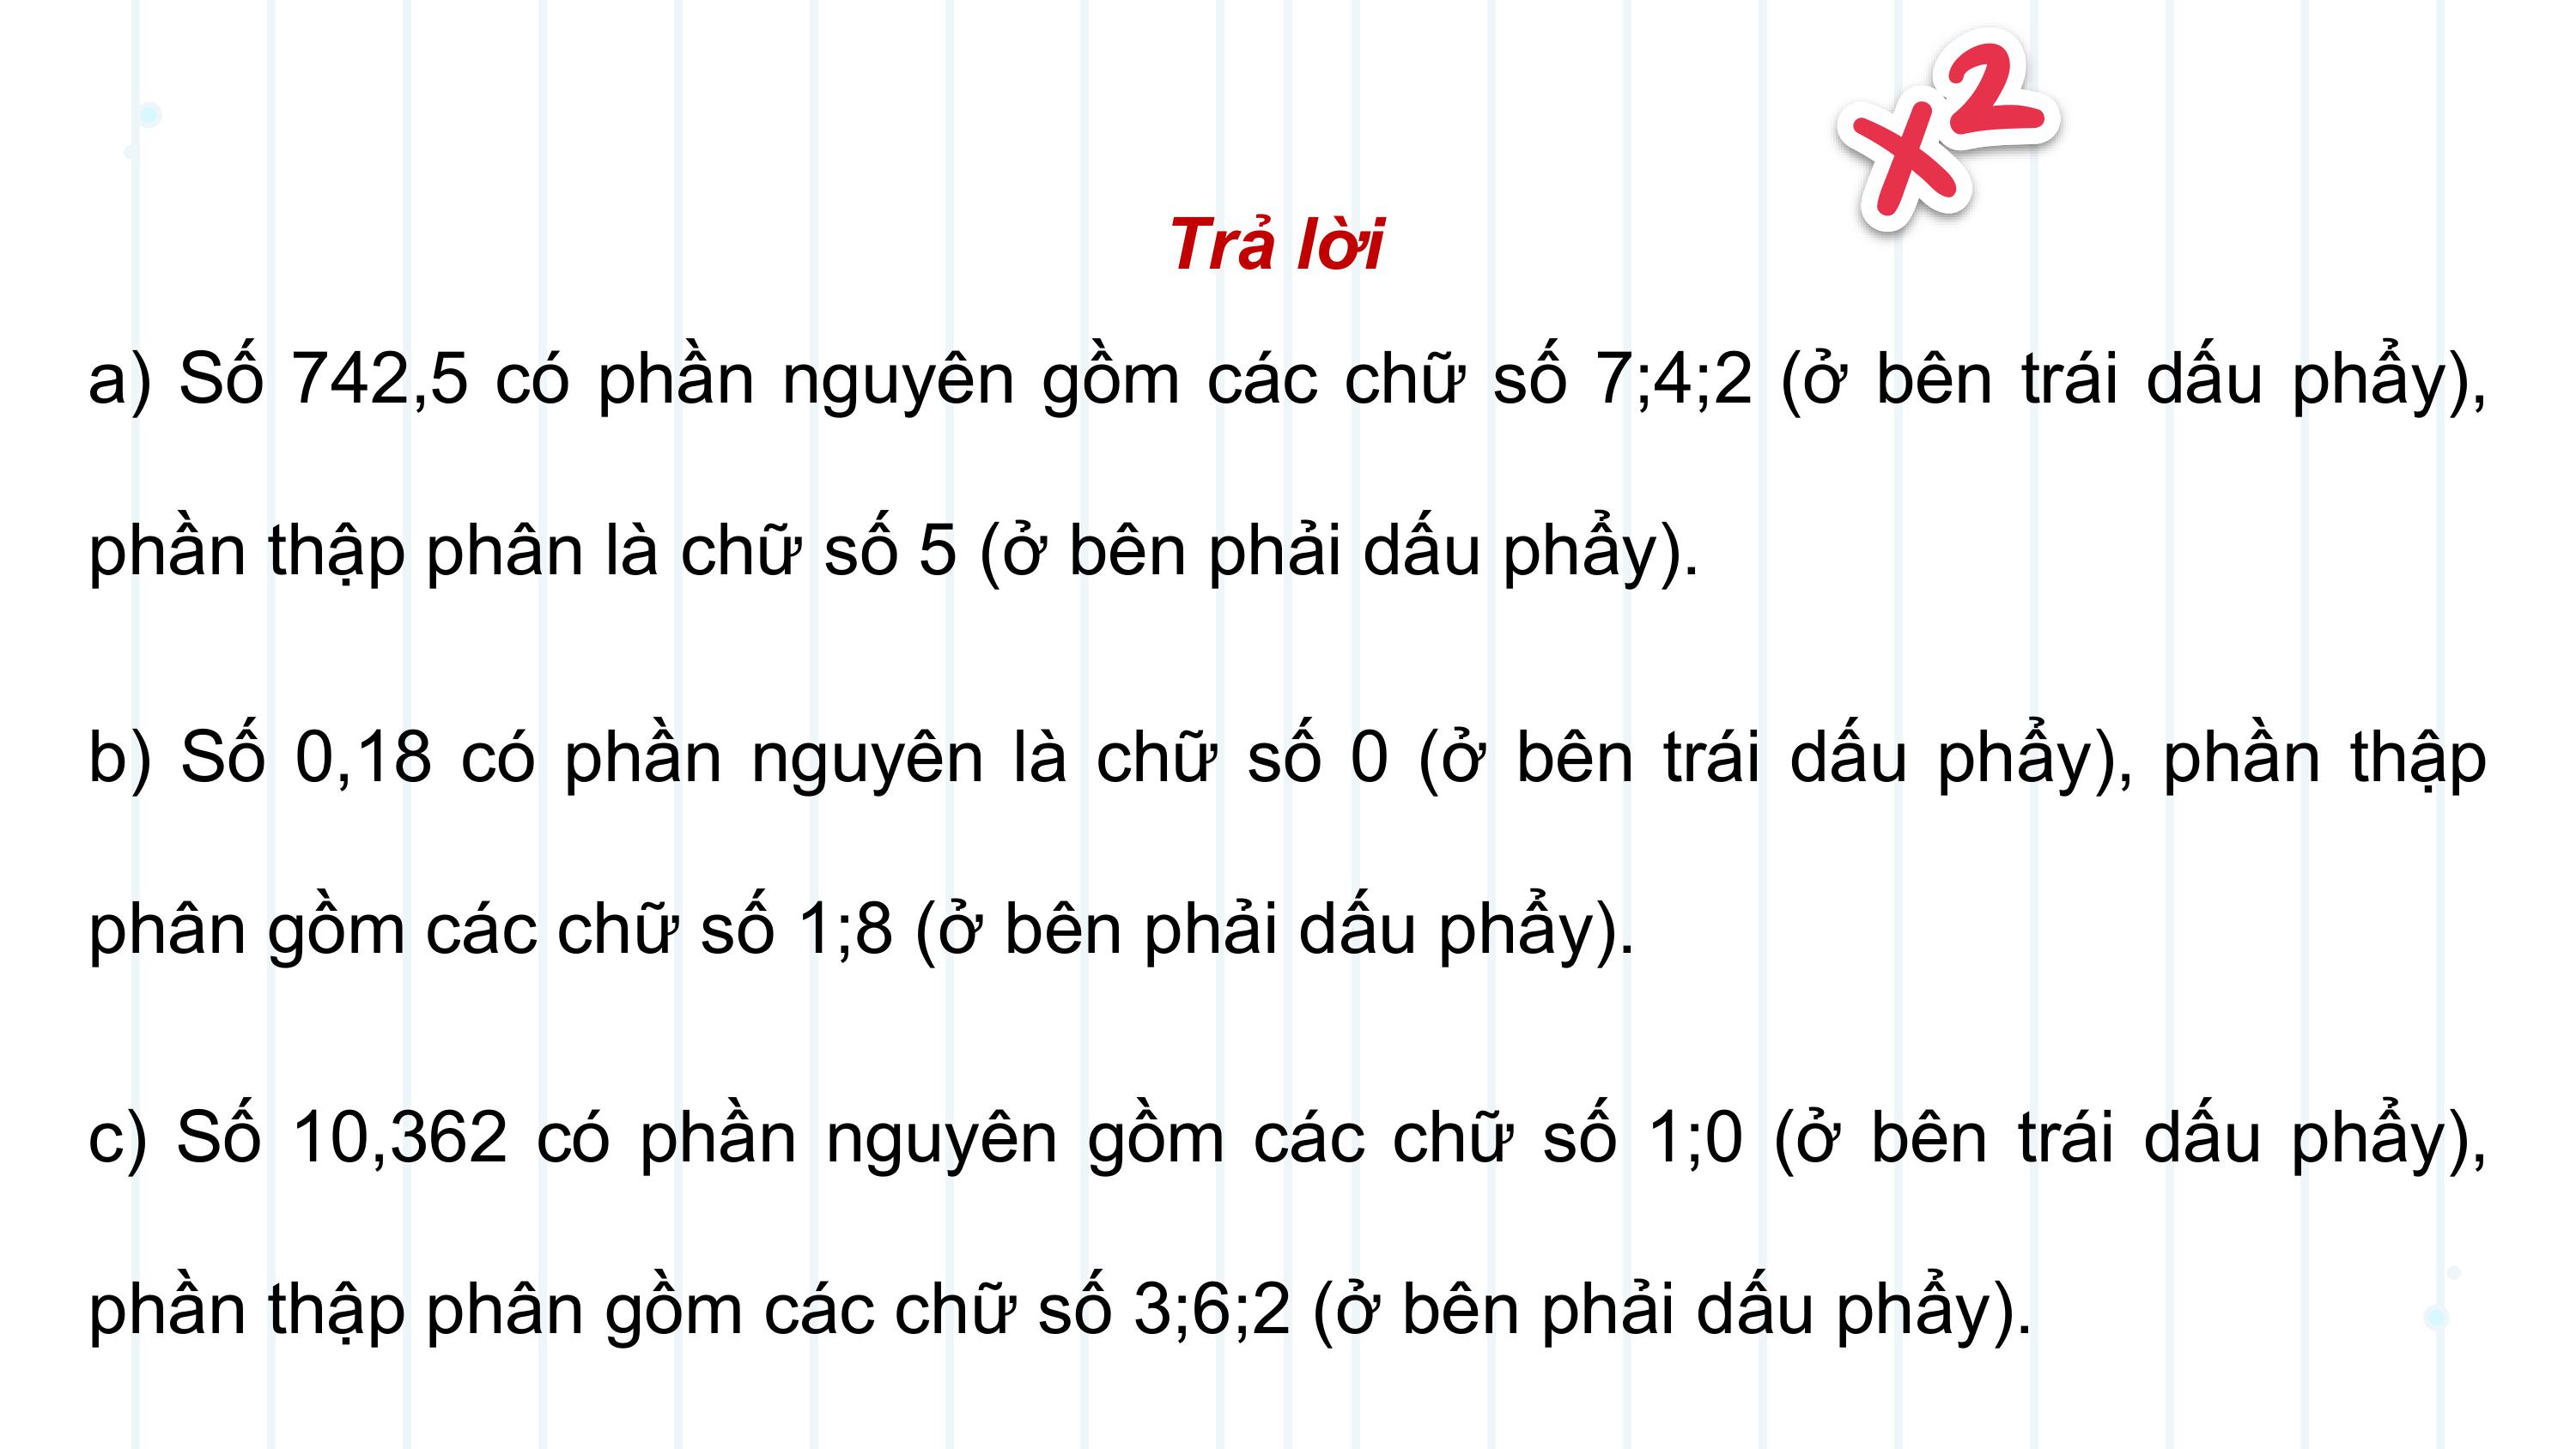 x²
Trả lời
a) Số 742,5 có phần nguyên gồm các chữ số 7;4;2 (ở bên trái dấu phẩy),
phần thập phân là chữ số 5 (ở bên phải dấu phẩy).
b) Số 0,18 có phần nguyên là chữ số 0 (ở bên trái dấu phẩy), phần thập
phân gồm các chữ số 1;8 (ở bên phải dấu phẩy).
c) Số 10,362 có phần nguyên gồm các chữ số 1;0 (ở bên trái dấu phẩy),
phần thập phân gồm các chữ số 3;6;2 (ở bên phải dấu phẩy).